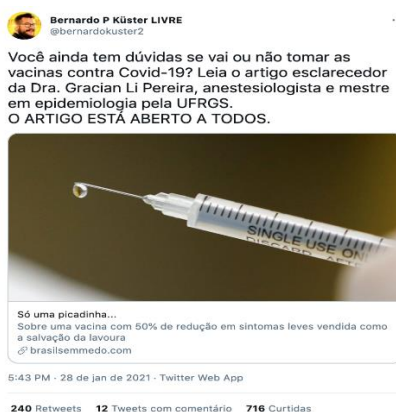 Bernardo P Küster LIVRE
@bernardokuster2
Você ainda tem dúvidas se vai ou não tomar as
vacinas contra Covid-19? Leia o artigo esclarecedor
da Dra. Gracian Li Pereira, anestesiologista e mestre
em epidemiologia pela UFRGS.
O ARTIGO ESTÁ ABERTO A TODOS.
SINGLE USE ON
DISCARD AFTE
Só uma picadinha...
Sobre uma vacina com 50% de redução em sintomas leves vendida como
a salvação da lavoura
brasilsemmedo.com
5:43 PM · 28 de jan de 2021 · Twitter Web App
240 Retweets 12 Tweets com comentário 716 Curtidas